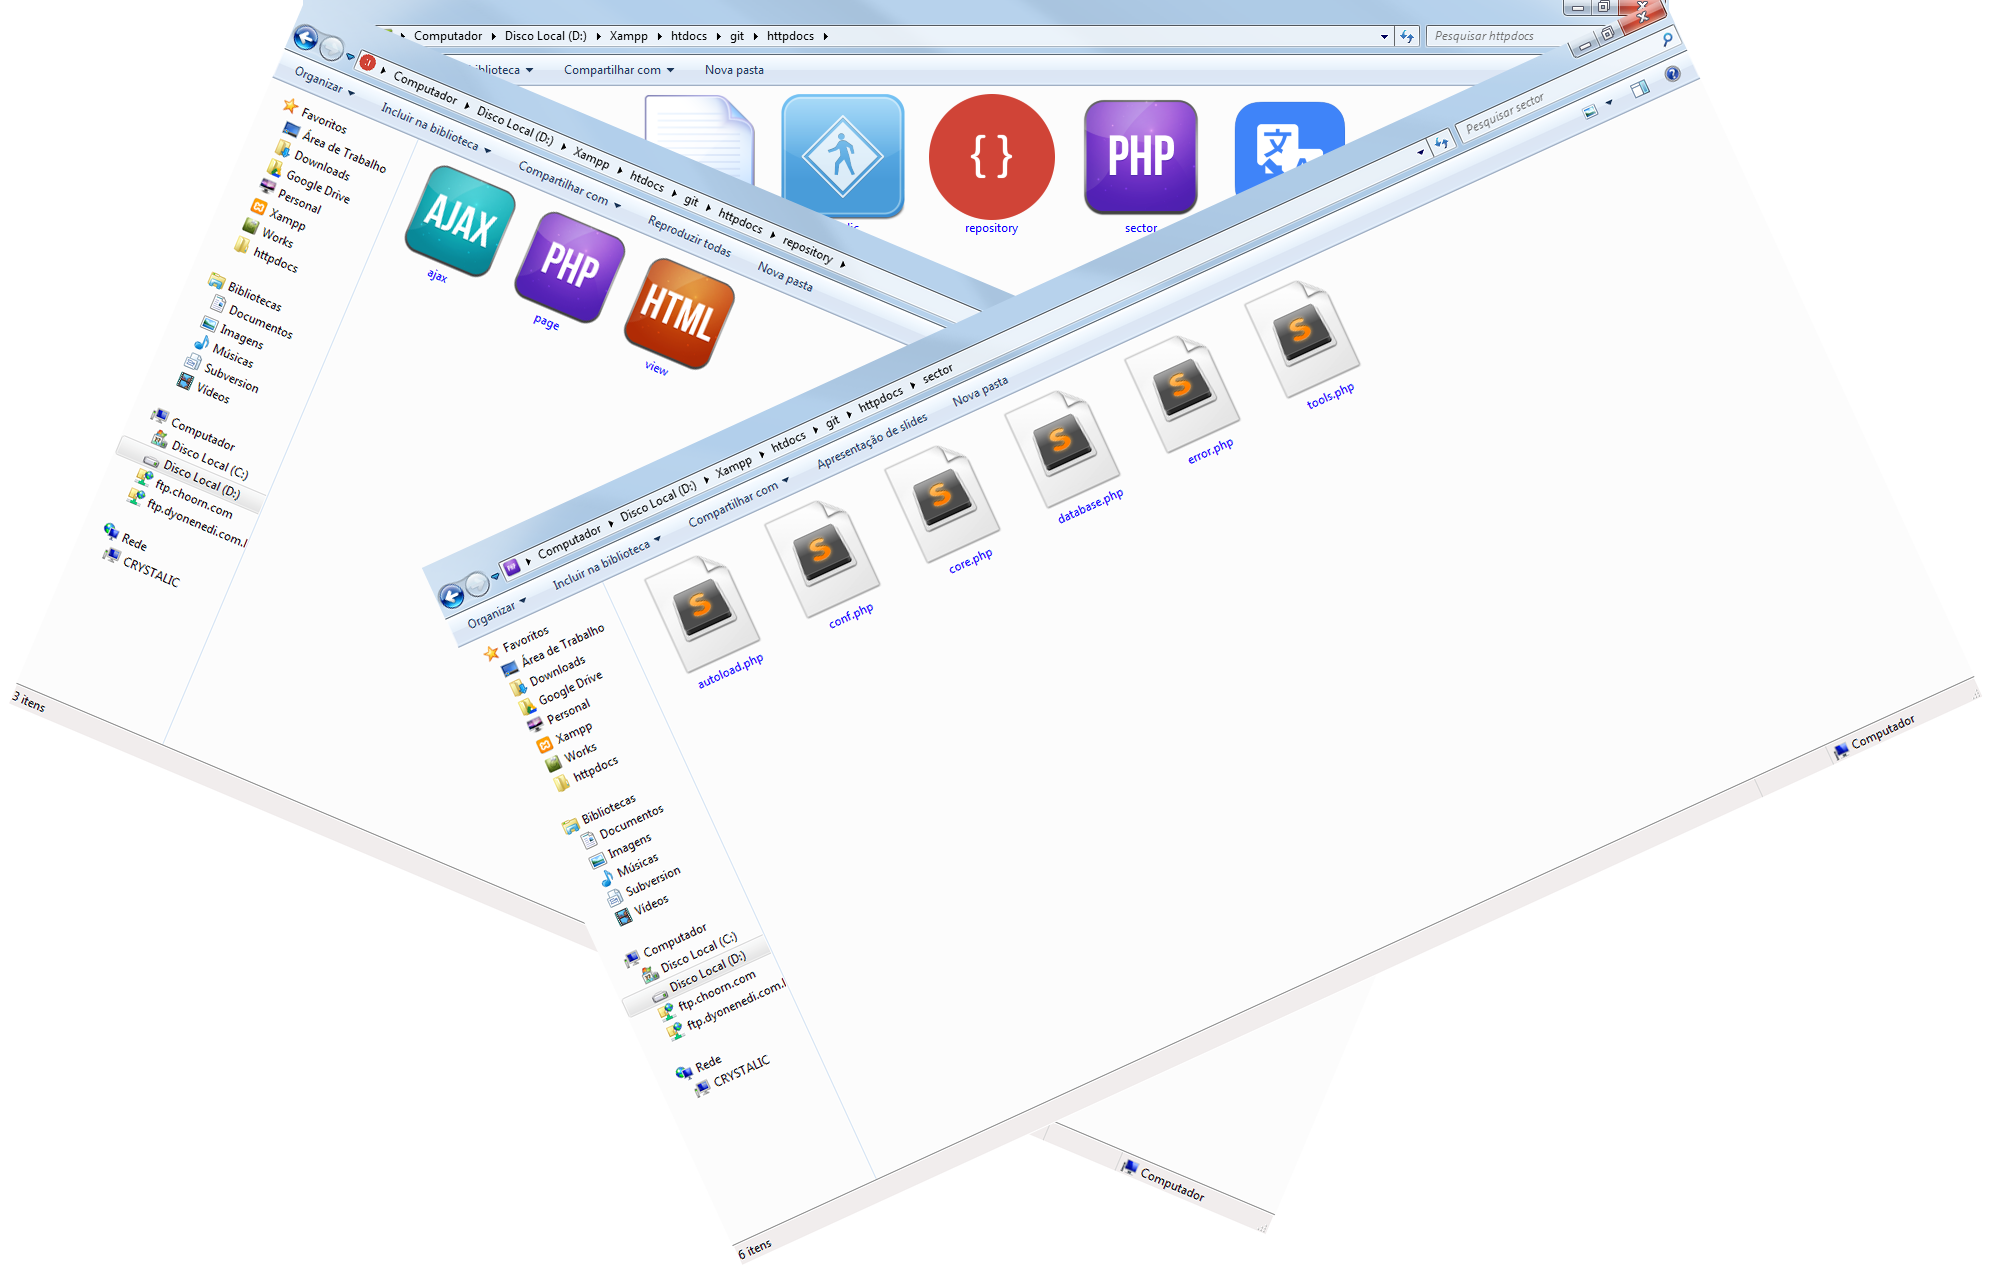 Computador Disco Local (D:) Xampp htdocs git httpdocs
Pesquisar httpdocs
Compartilhar com
Nova pasta
{ }
PHP
repository
sector
Computador Disco Local (D:) Xampp htdocs git httpdocs repository
Organizar
Incluir na biblioteca
Compartilhar com
Reproduzir todas
Nova pasta
Favoritos
Área de Trabalho
Downloads
Google Drive
Personal
Xampp
Works
httpdocs
Bibliotecas
Documentos
Imagens
Músicas
Subversion
Vídeos
Computador
Disco Local (C:)
Disco Local (D:)
ftp.choorn.com
ftp.dyonenedi.com.
Rede
CRYSTALIC
AJAX
ajax
PHP
page
HTML
view
3 itens
Computador
Computador Disco Local (D:) Xampp htdocs git httpdocs sector
Pesquisar sector
Organizar
Incluir na biblioteca
Compartilhar com
Apresentação de slides
Nova pasta
Favoritos
Área de Trabalho
Downloads
Google Drive
Personal
Xampp
Works
httpdocs
Bibliotecas
Documentos
Imagens
Músicas
Subversion
Vídeos
Computador
Disco Local (C:)
Disco Local (D:)
ftp.choorn.com
ftp.dyonenedi.com.
Rede
CRYSTALIC
autoload.php
conf.php
core.php
database.php
error.php
tools.php
6 itens
Computador